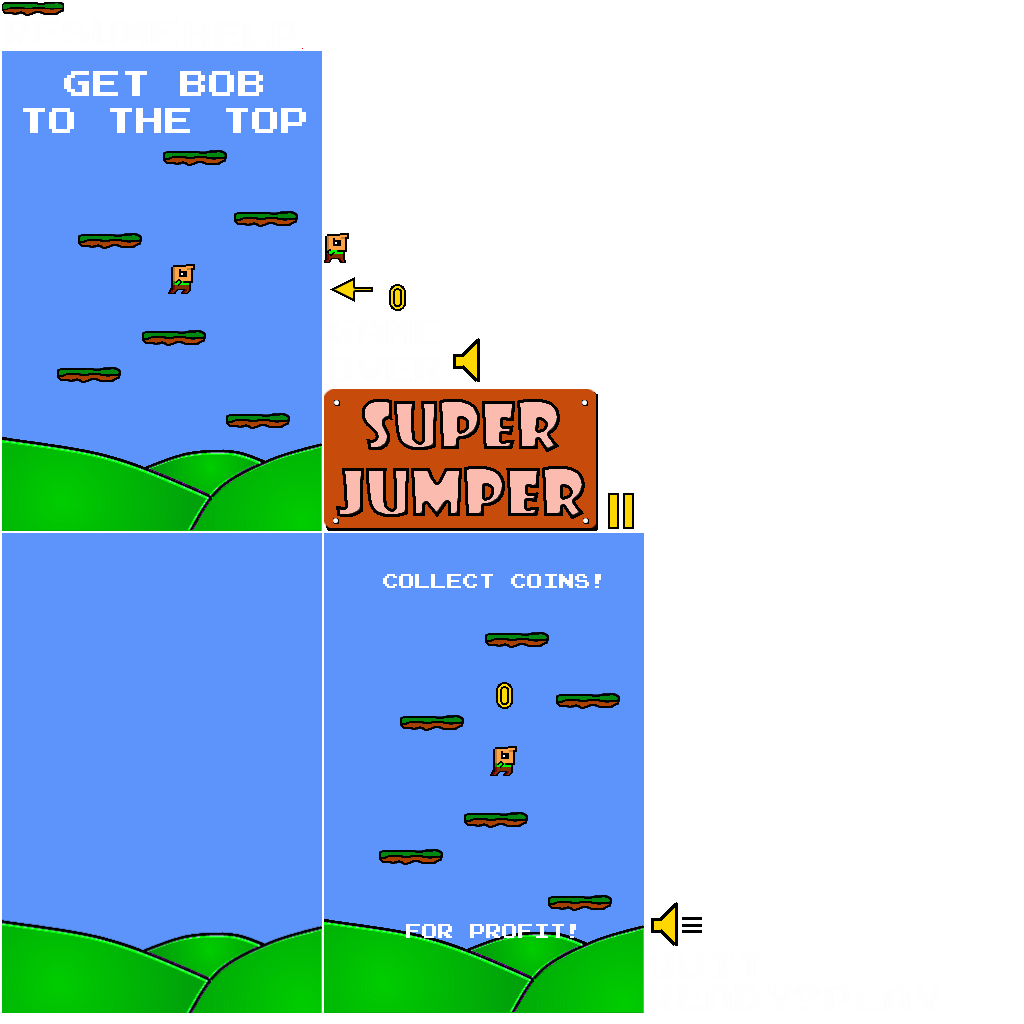 GET BOB
TO THE TOP
SUPER
JUMPER
COLLECT COINS!
FOR PROFIT!